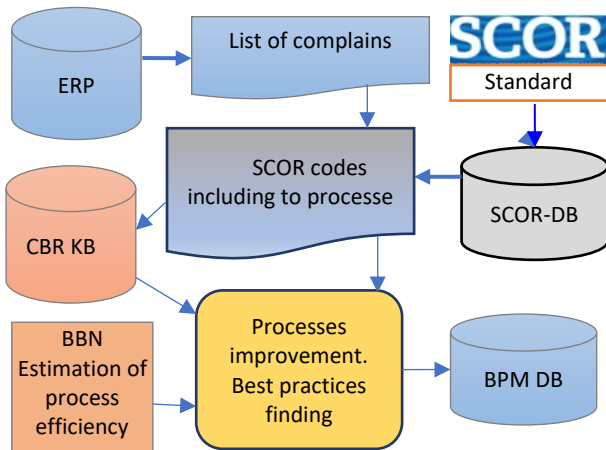 SCOR
List of complains
Standard
ERP
SCOR codes
including to processe
SCOR-DB
CBR KB
Processes
improvement.
Best practices
finding
BBN
Estimation of
process
efficiency
BPM DB